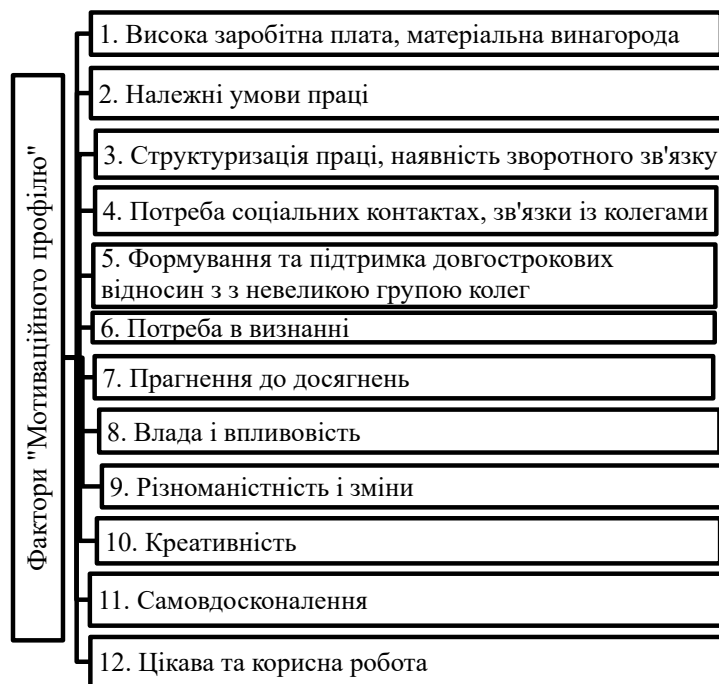 Фактори "Мотиваційного профілю"
1. Висока заробітна плата, матеріальна винагорода
2. Належні умови праці
3. Структуризація праці, наявність зворотного зв'язку
4. Потреба соціальних контактах, зв'язки із колегами
5. Формування та підтримка довгострокових
відносин з з невеликою групою колег
6. Потреба в визнанні
7. Прагнення до досягнень
8. Влада і впливовість
9. Різноманістність і зміни
10. Креативність
11. Самовдосконалення
12. Цікава та корисна робота